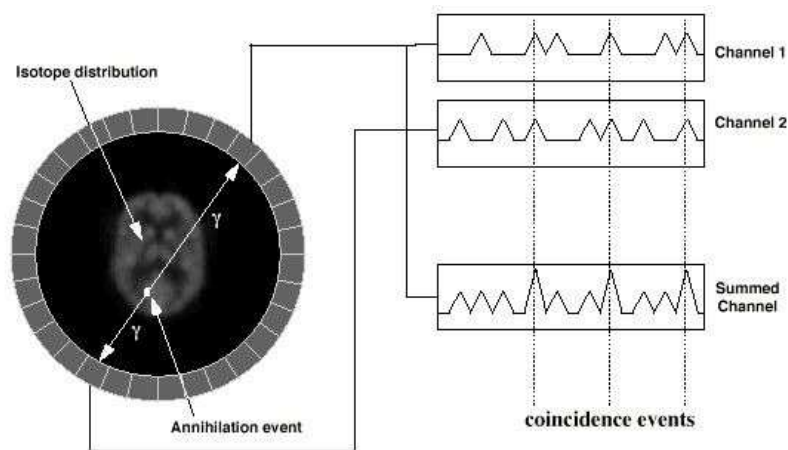 Isotope distribution
γ
γ
Annihilation event
Channel 1
Channel 2
Summed
Channel
coincidence events